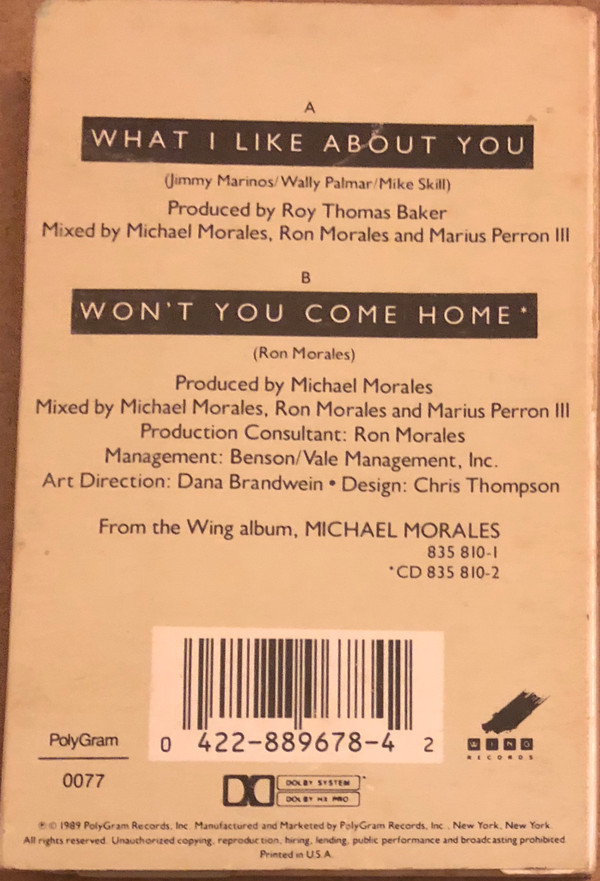 A
WHAT I LIKE ABOUT YOU
(Jimmy Marinos/Wally Palmar/Mike Skill)
Produced by Roy Thomas Baker
Mixed by Michael Morales, Ron Morales and Marius Perron III
B
WON'T YOU COME HOME*
(Ron Morales)
Produced by Michael Morales
Mixed by Michael Morales, Ron Morales and Marius Perron III
Production Consultant: Ron Morales
Management: Benson/Vale Management, Inc.
Art Direction: Dana Brandwein • Design: Chris Thompson
From the Wing album, MICHAEL MORALES
835 810-1
*CD 835 810-2
PolyGram
0077
0 422-889678-4 2
WING
RECORDS
DOLBY SYSTEM
DOLBY HX PRO
℗ © 1989 PolyGram Records, Inc. Manufactured and Marketed by PolyGram Records, Inc., New York, New York.
All rights reserved. Unauthorized copying, reproduction, hiring, lending, public performance and broadcasting prohibited.
Printed in U.S.A.